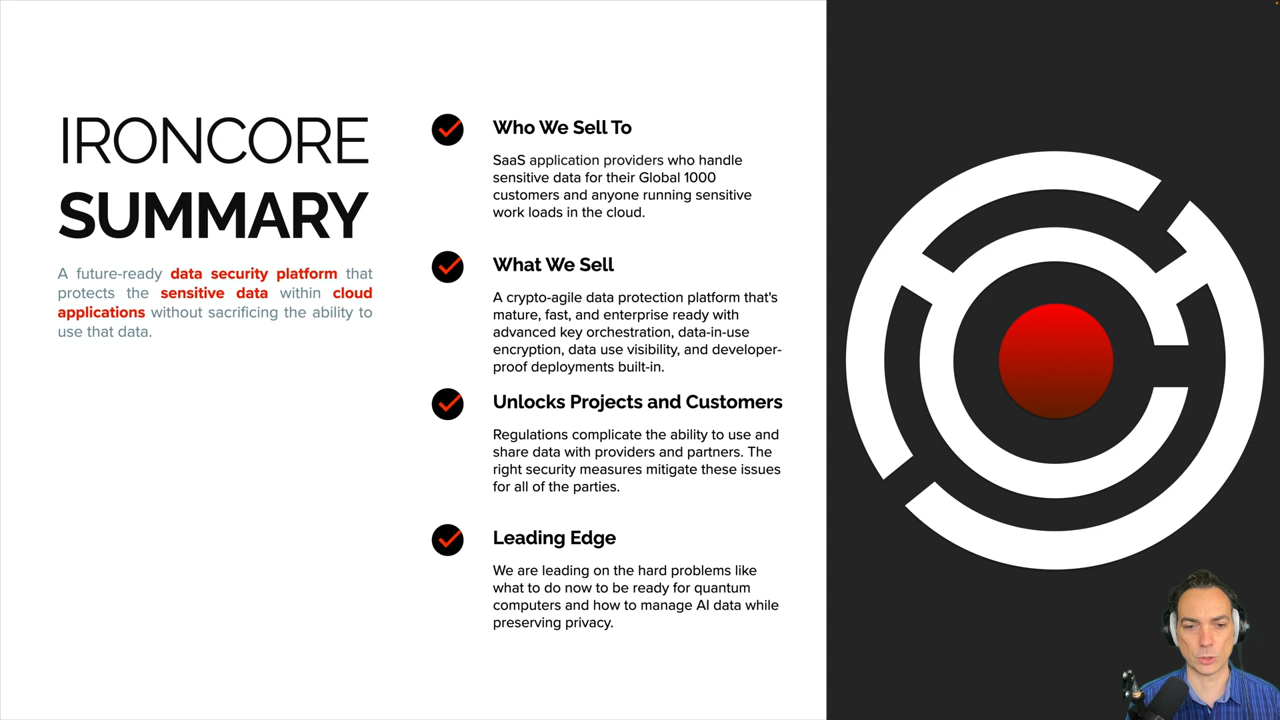 IRONCORE
SUMMARY
A future-ready data security platform that
protects the sensitive data within cloud
applications without sacrificing the ability to
use that data.
Who We Sell To
SaaS application providers who handle
sensitive data for their Global 1000
customers and anyone running sensitive
work loads in the cloud.
What We Sell
A crypto-agile data protection platform that's
mature, fast, and enterprise ready with
advanced key orchestration, data-in-use
encryption, data use visibility, and developer-
proof deployments built-in.
Unlocks Projects and Customers
Regulations complicate the ability to use and
share data with providers and partners. The
right security measures mitigate these issues
for all of the parties.
Leading Edge
We are leading on the hard problems like
what to do now to be ready for quantum
computers and how to manage AI data while
preserving privacy.